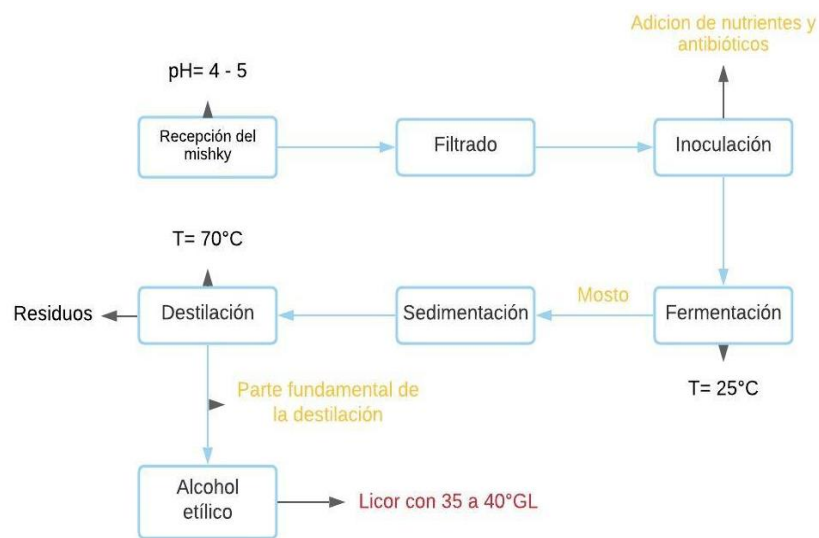 Adicion de nutrientes y
antibióticos
pH= 4 - 5
Recepción del
mishky
Filtrado
Inoculación
T= 70°C
Residuos
Destilación
Sedimentación
Mosto
Fermentación
T= 25°C
Parte fundamental de
la destilación
Alcohol
etílico
Licor con 35 a 40°GL